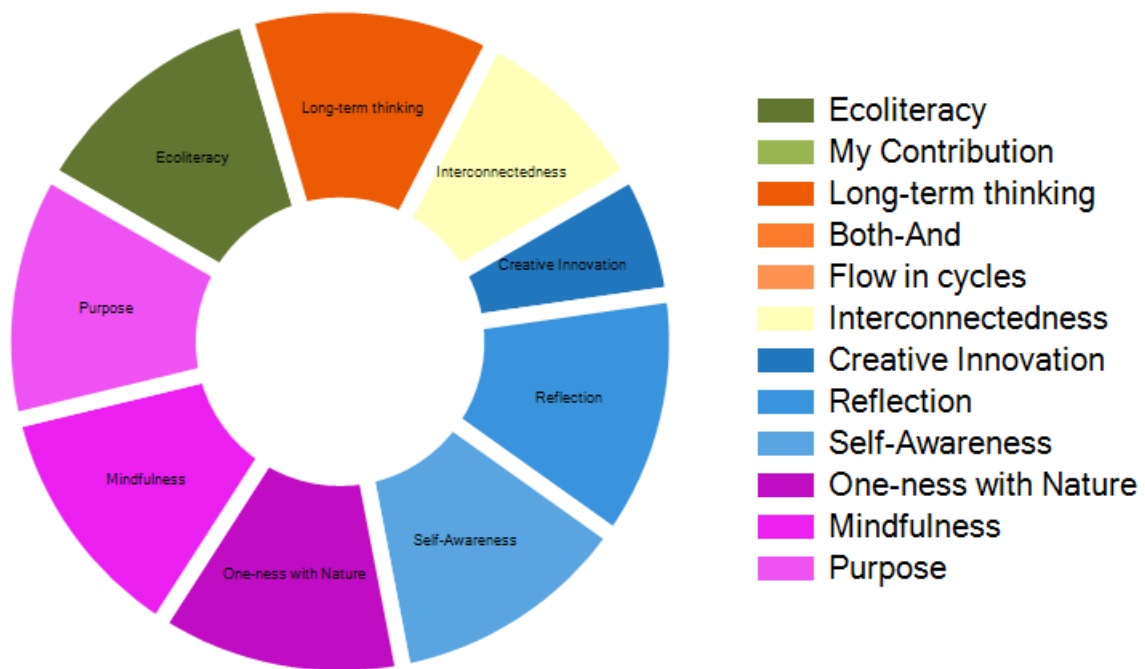 Long-term thinking
Ecoliteracy
Interconnectedness
Creative Innovation
Purpose
Reflection
Mindfulness
Self-Awareness
One-ness with Nature
Ecoliteracy
My Contribution
Long-term thinking
Both-And
Flow in cycles
Interconnectedness
Creative Innovation
Reflection
Self-Awareness
One-ness with Nature
Mindfulness
Purpose